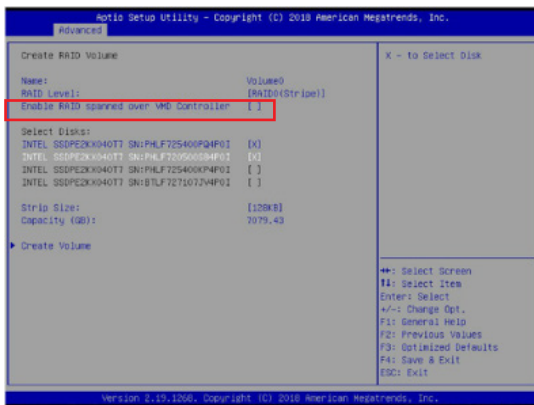 Aptio Setup Utility – Copyright (C) 2018 American Megatrends, Inc.
Advanced
Create RAID Volume
Name: Volume0
RAID Level: [RAID0(Stripe)]
Enable RAID spanned over VMD Controller [ ]
Select Disks:
INTEL SSDPE2KX040T7 SN:PHLF725400PQ4P0I [X]
INTEL SSDPE2KX040T7 SN:PHLF720500GB4P0I [X]
INTEL SSDPE2KX040T7 SN:PHLF725400KP4P0I [ ]
INTEL SSDPE2KX040T7 SN:BTLF727107JV4P0I [ ]
Strip Size: [128KB]
Capacity (GB): 7079.43
Create Volume
X - to Select Disk
→←: Select Screen
↑↓: Select Item
Enter: Select
+/-: Change Opt.
F1: General Help
F2: Previous Values
F3: Optimized Defaults
F4: Save & Exit
ESC: Exit
Version 2.19.1268. Copyright (C) 2018 American Megatrends, Inc.